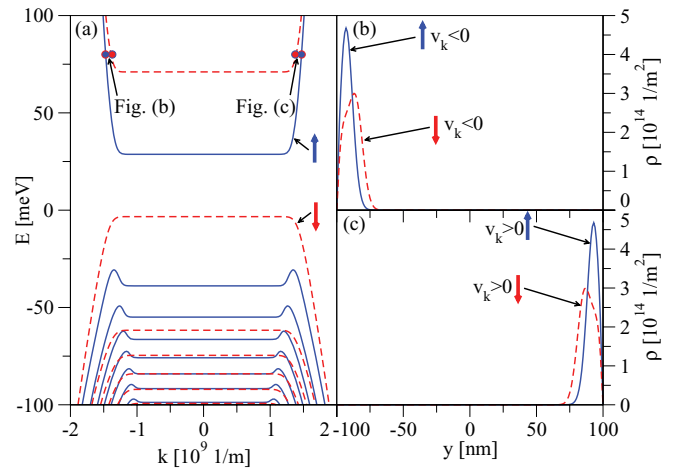 (a)
100
50
0
-50
-100
E [meV]
Fig. (b)
Fig. (c)
-2
-1
0
1
2
k [10^9 1/m]
(b)
v_k<0
v_k<0
5
4
3
2
1
0
ρ [10^14 1/m^2]
(c)
v_k>0
v_k>0
5
4
3
2
1
0
ρ [10^14 1/m^2]
-100
-50
0
50
100
y [nm]